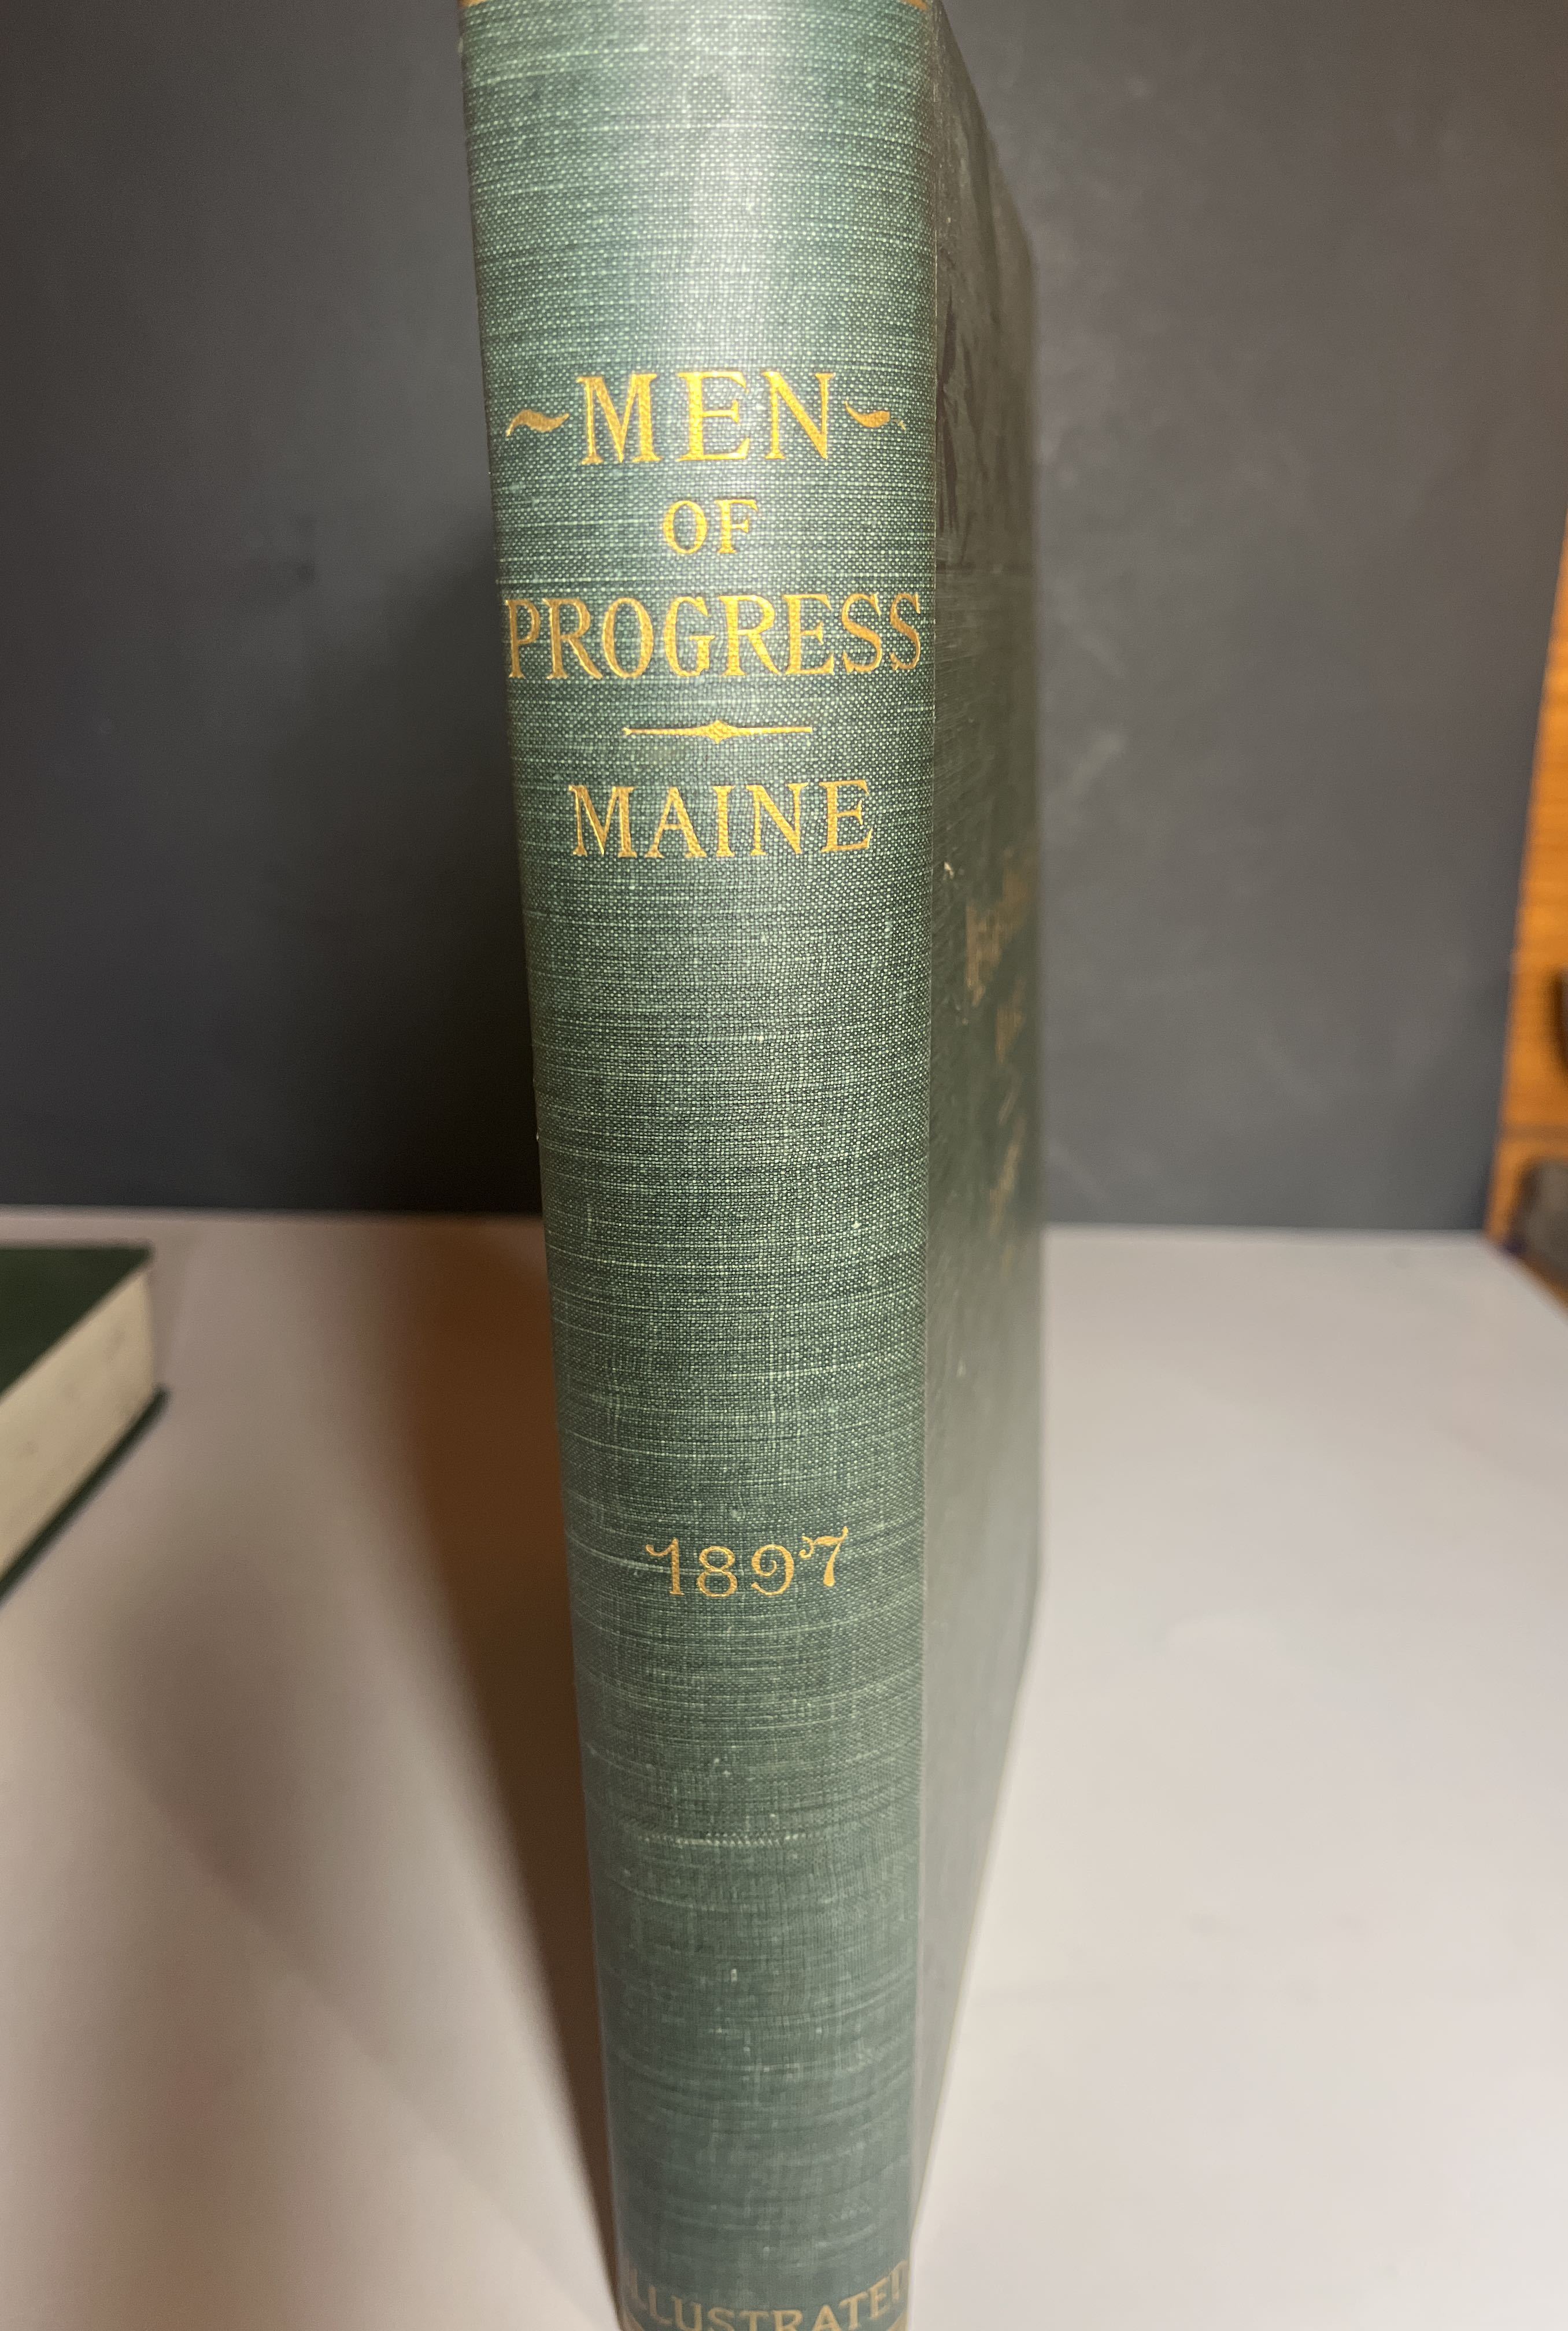 ~MEN~
OF
PROGRESS
MAINE
1897
ILLUSTRATED